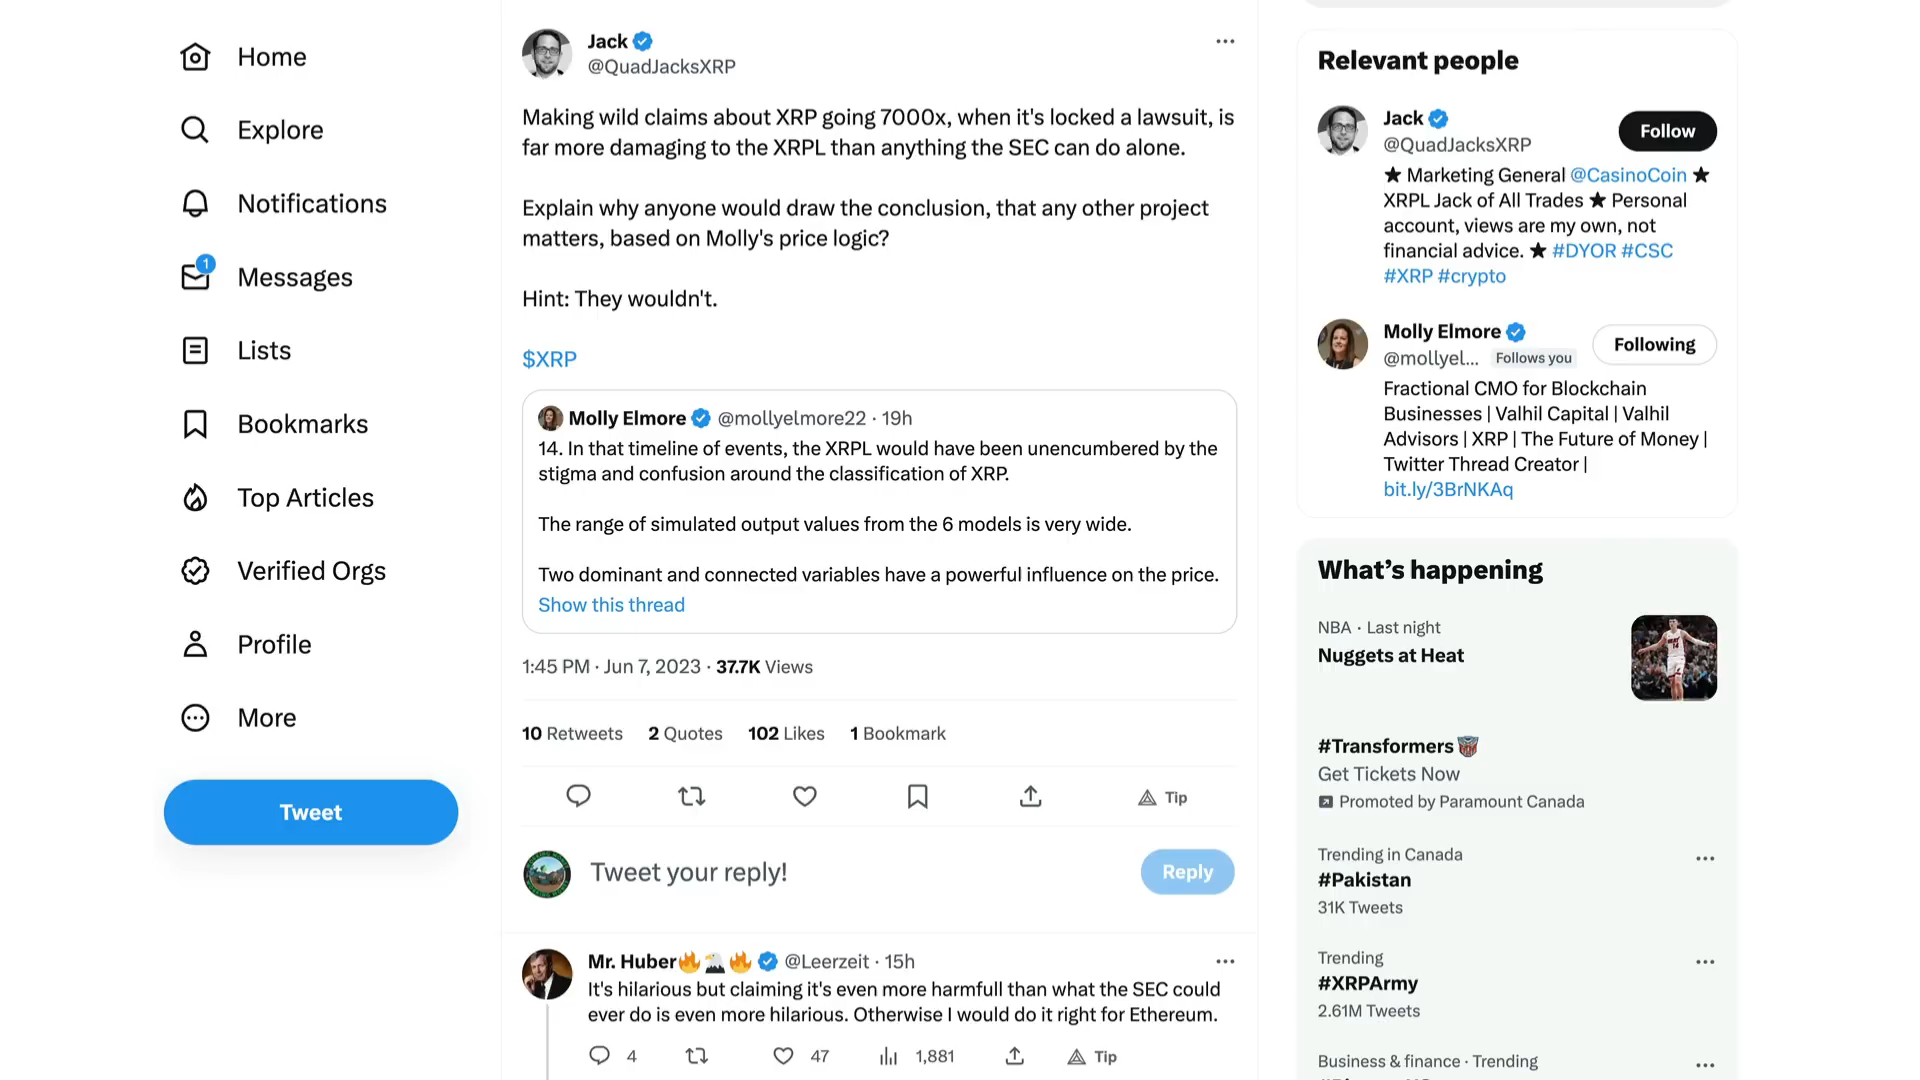 Home
Explore
Notifications
1
Messages
Lists
Bookmarks
Top Articles
Verified Orgs
Profile
More
Tweet
Jack
@QuadJacksXRP
Making wild claims about XRP going 7000x, when it's locked a lawsuit, is
far more damaging to the XRPL than anything the SEC can do alone.
Explain why anyone would draw the conclusion, that any other project
matters, based on Molly's price logic?
Hint: They wouldn't.
$XRP
Molly Elmore @mollyelmore22 · 19h
14. In that timeline of events, the XRPL would have been unencumbered by the
stigma and confusion around the classification of XRP.
The range of simulated output values from the 6 models is very wide.
Two dominant and connected variables have a powerful influence on the price.
Show this thread
1:45 PM · Jun 7, 2023 · 37.7K Views
10 Retweets 2 Quotes 102 Likes 1 Bookmark
Tip
Tweet your reply!
Reply
Mr. Huber🔥🦅🔥 @Leerzeit · 15h
It's hilarious but claiming it's even more harmfull than what the SEC could
ever do is even more hilarious. Otherwise I would do it right for Ethereum.
4 47 1,881 Tip
Relevant people
Jack
@QuadJacksXRP
Follow
★ Marketing General @CasinoCoin ★
XRPL Jack of All Trades ★ Personal
account, views are my own, not
financial advice. ★ #DYOR #CSC
#XRP #crypto
Molly Elmore
@mollyel... Follows you
Following
Fractional CMO for Blockchain
Businesses | Valhil Capital | Valhil
Advisors | XRP | The Future of Money |
Twitter Thread Creator |
bit.ly/3BrNKAq
What's happening
NBA · Last night
Nuggets at Heat
#Transformers
Get Tickets Now
Promoted by Paramount Canada
Trending in Canada
#Pakistan
31K Tweets
Trending
#XRPArmy
2.61M Tweets
Business & finance · Trending